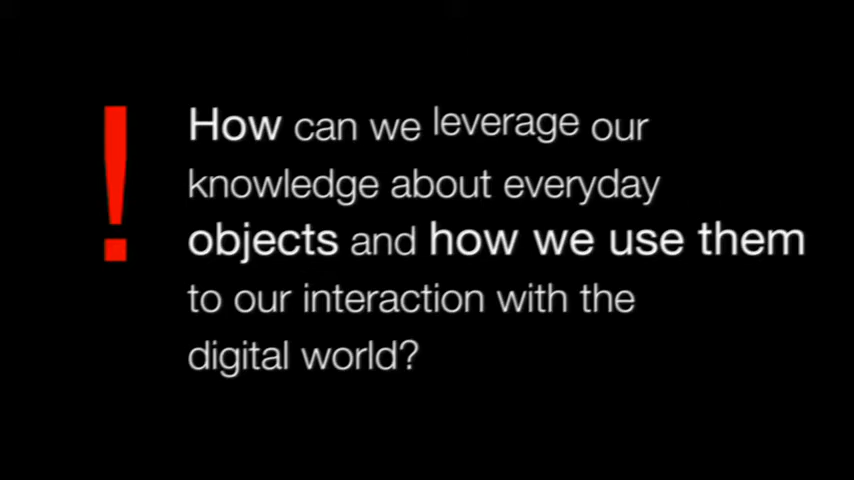 !
How can we leverage our
knowledge about everyday
objects and how we use them
to our interaction with the
digital world?